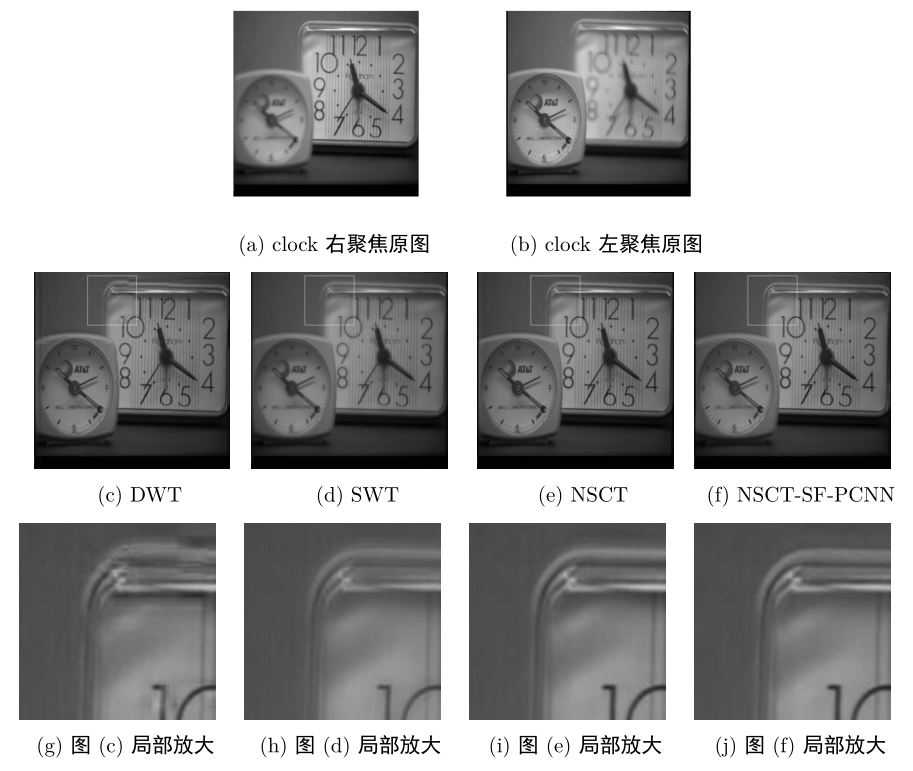 (a) clock 右聚焦原图
(b) clock 左聚焦原图
(c) DWT
(d) SWT
(e) NSCT
(f) NSCT-SF-PCNN
(g) 图 (c) 局部放大
(h) 图 (d) 局部放大
(i) 图 (e) 局部放大
(j) 图 (f) 局部放大